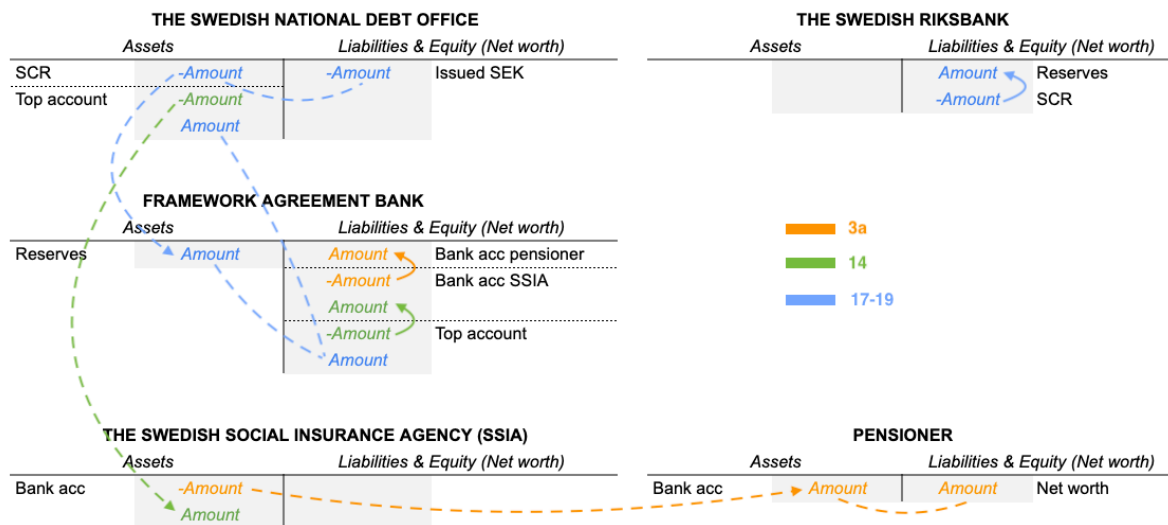 THE SWEDISH NATIONAL DEBT OFFICE
Assets Liabilities & Equity (Net worth)
SCR -Amount -Amount Issued SEK
Top account -Amount
Amount
THE SWEDISH RIKSBANK
Assets Liabilities & Equity (Net worth)
Amount Reserves
-Amount SCR
FRAMEWORK AGREEMENT BANK
Assets Liabilities & Equity (Net worth)
Reserves Amount Amount Bank acc pensioner
-Amount Bank acc SSIA
Amount
-Amount Top account
Amount
3a
14
17-19
THE SWEDISH SOCIAL INSURANCE AGENCY (SSIA)
Assets Liabilities & Equity (Net worth)
Bank acc -Amount
Amount
PENSIONER
Assets Liabilities & Equity (Net worth)
Bank acc Amount Amount Net worth